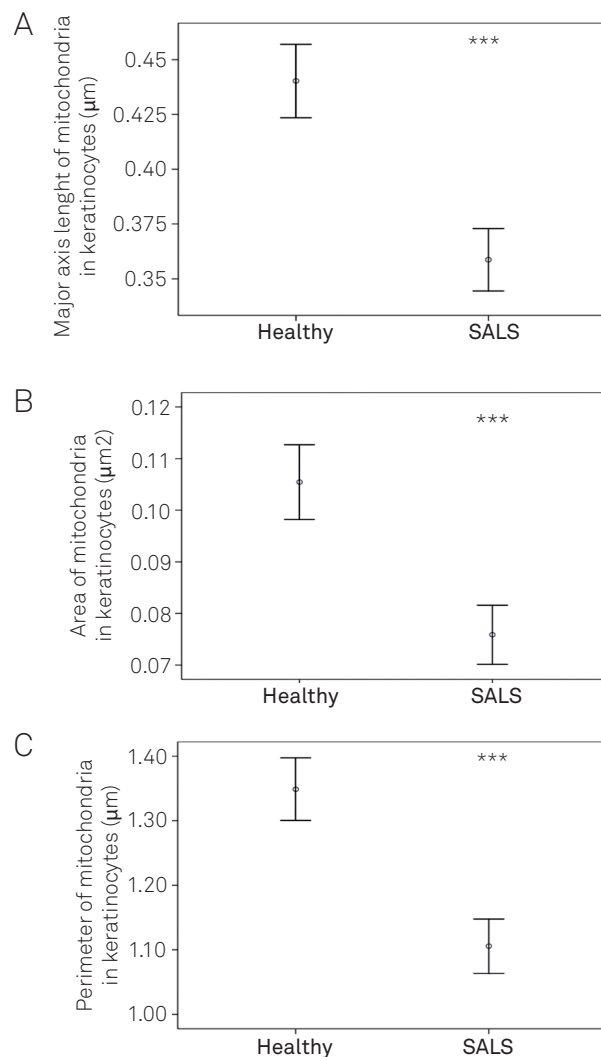 A
Major axis lenght of mitochondria
in keratinocytes (μm)
0.45
0.425
0.40
0.375
0.35
***
Healthy SALS
B
Area of mitochondria
in keratinocytes (μm2)
0.12
0.11
0.10
0.09
0.08
0.07
***
Healthy SALS
C
Perimeter of mitochondria
in keratinocytes (μm)
1.40
1.30
1.20
1.10
1.00
***
Healthy SALS